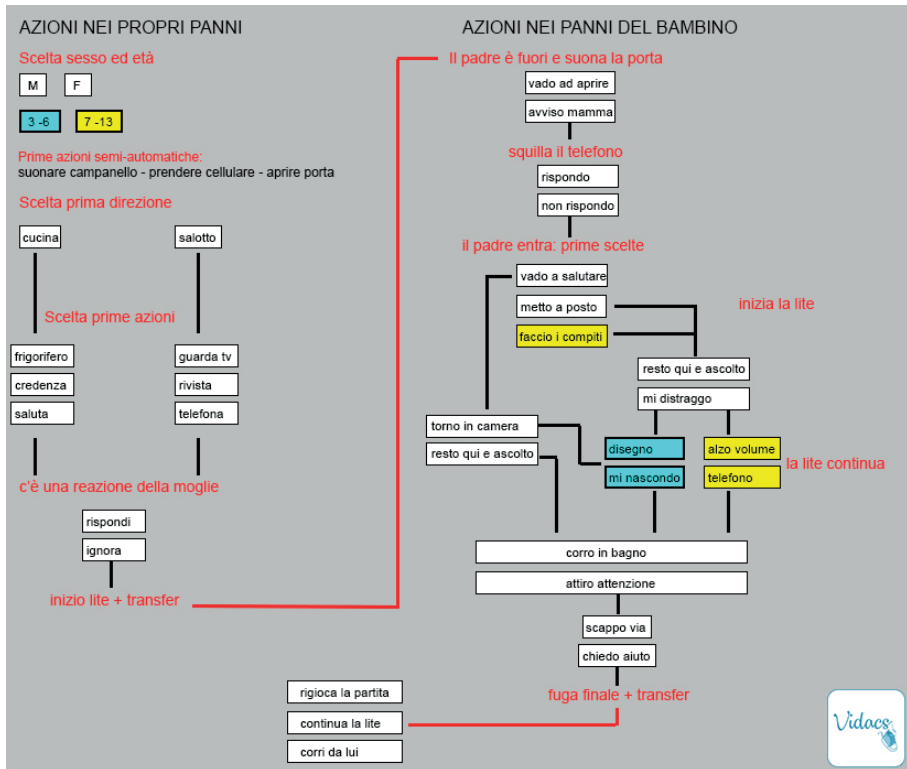 AZIONI NEI PROPRI PANNI
Scelta sesso ed età
M
F
3 -6
7 -13
Prime azioni semi-automatiche:
suonare campanello - prendere cellulare - aprire porta
Scelta prima direzione
cucina
salotto
Scelta prime azioni
frigorifero
credenza
saluta
guarda tv
rivista
telefona
c'è una reazione della moglie
rispondi
ignora
inizio lite + transfer
AZIONI NEI PANNI DEL BAMBINO
Il padre è fuori e suona la porta
vado ad aprire
avviso mamma
squilla il telefono
rispondo
non rispondo
il padre entra: prime scelte
vado a salutare
metto a posto
faccio i compiti
inizia la lite
resto qui e ascolto
mi distraggo
torno in camera
resto qui e ascolto
disegno
mi nascondo
alzo volume
telefono
la lite continua
corro in bagno
attiro attenzione
scappo via
chiedo aiuto
fuga finale + transfer
rigioca la partita
continua la lite
corri da lui
Vidacs